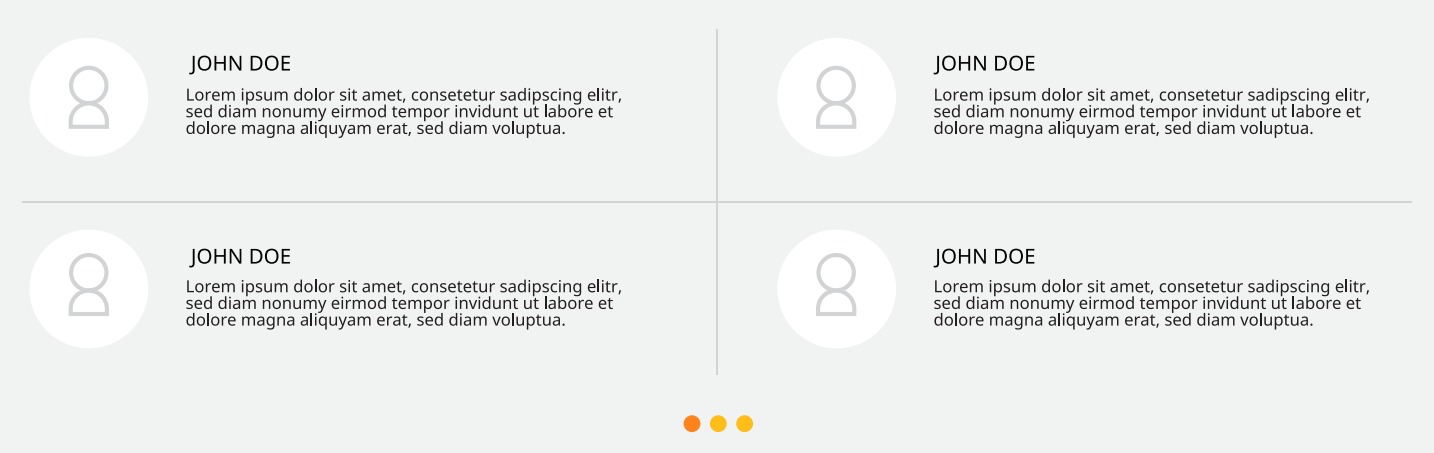 JOHN DOE
Lorem ipsum dolor sit amet, consetetur sadipscing elitr,
sed diam nonumy eirmod tempor invidunt ut labore et
dolore magna aliquyam erat, sed diam voluptua.
JOHN DOE
Lorem ipsum dolor sit amet, consetetur sadipscing elitr,
sed diam nonumy eirmod tempor invidunt ut labore et
dolore magna aliquyam erat, sed diam voluptua.
JOHN DOE
Lorem ipsum dolor sit amet, consetetur sadipscing elitr,
sed diam nonumy eirmod tempor invidunt ut labore et
dolore magna aliquyam erat, sed diam voluptua.
JOHN DOE
Lorem ipsum dolor sit amet, consetetur sadipscing elitr,
sed diam nonumy eirmod tempor invidunt ut labore et
dolore magna aliquyam erat, sed diam voluptua.